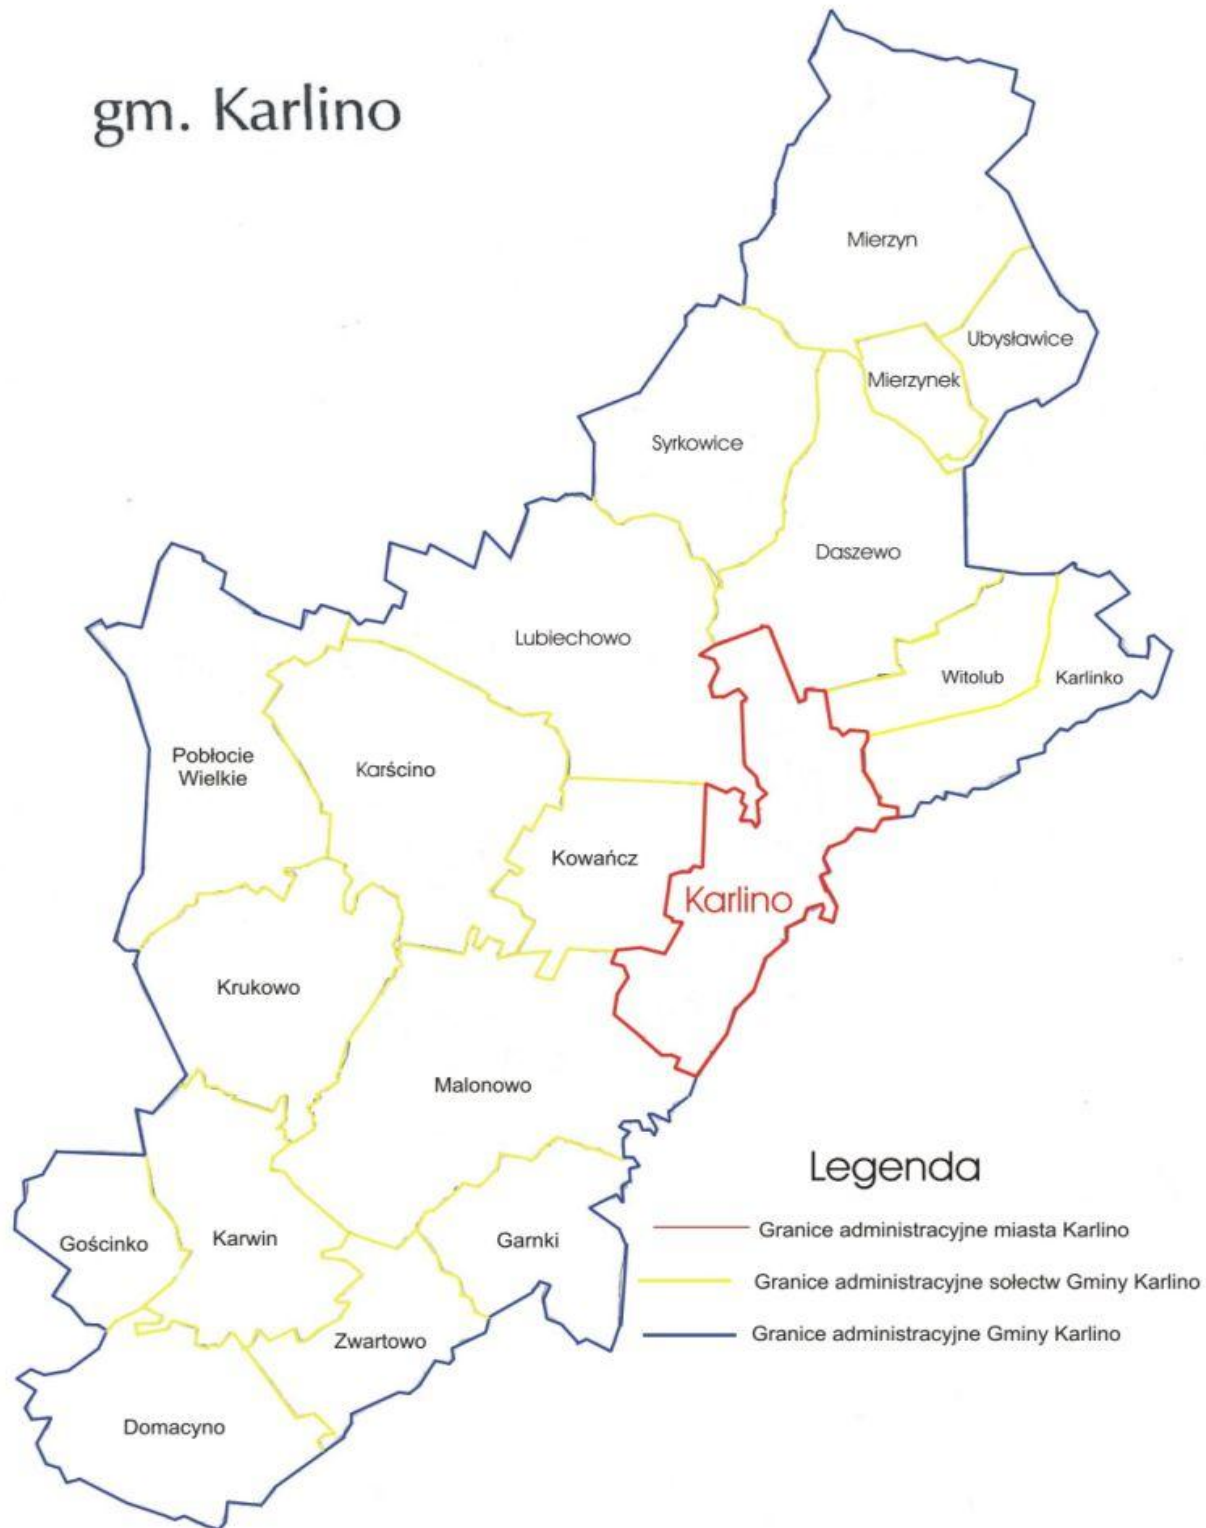 gm. Karlino
Mierzyn
Ubysławice
Mierzynek
Syrkowice
Daszewo
Lubiechowo
Witolub
Karlinko
Pobłocie
Wielkie
Karścino
Kowańcz
Karlino
Krukowo
Malonowo
Legenda
Granice administracyjne miasta Karlino
Gościnko
Karwin
Garnki
Granice administracyjne sołectw Gminy Karlino
Granice administracyjne Gminy Karlino
Zwartowo
Domacyno